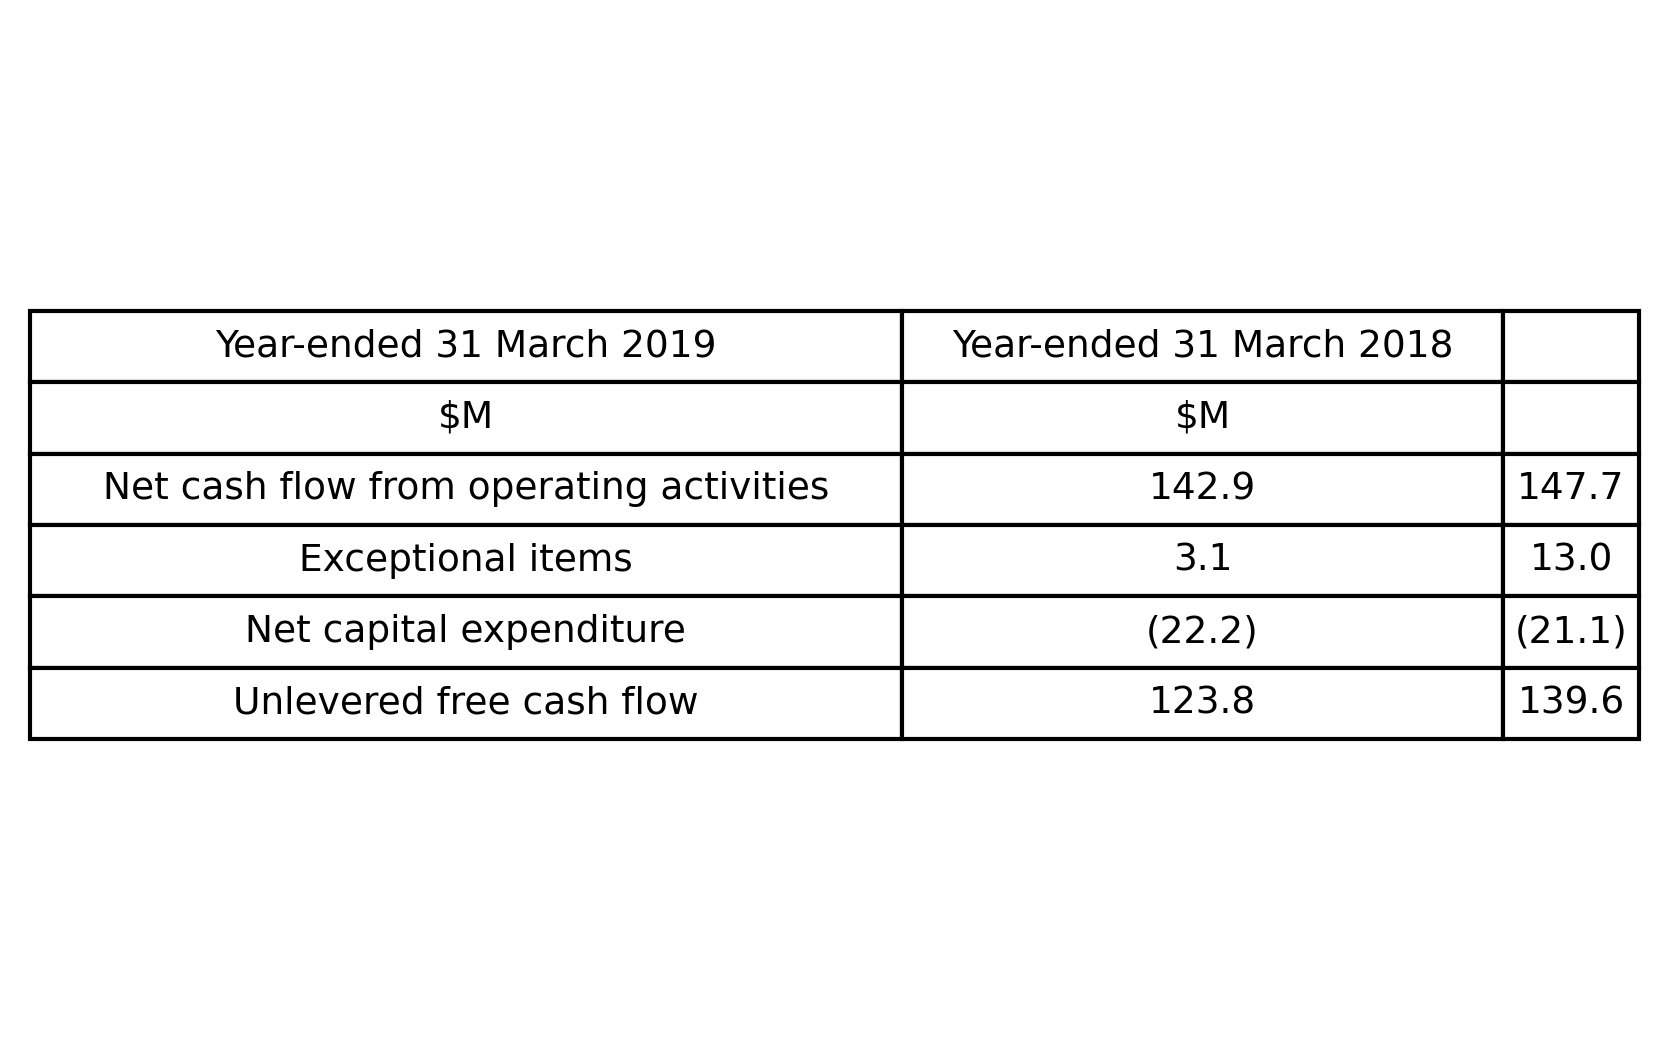 Year-ended 31 March 2019 Year-ended 31 March 2018
$M $M
Net cash flow from operating activities 142.9 147.7
Exceptional items 3.1 13.0
Net capital expenditure (22.2) (21.1)
Unlevered free cash flow 123.8 139.6